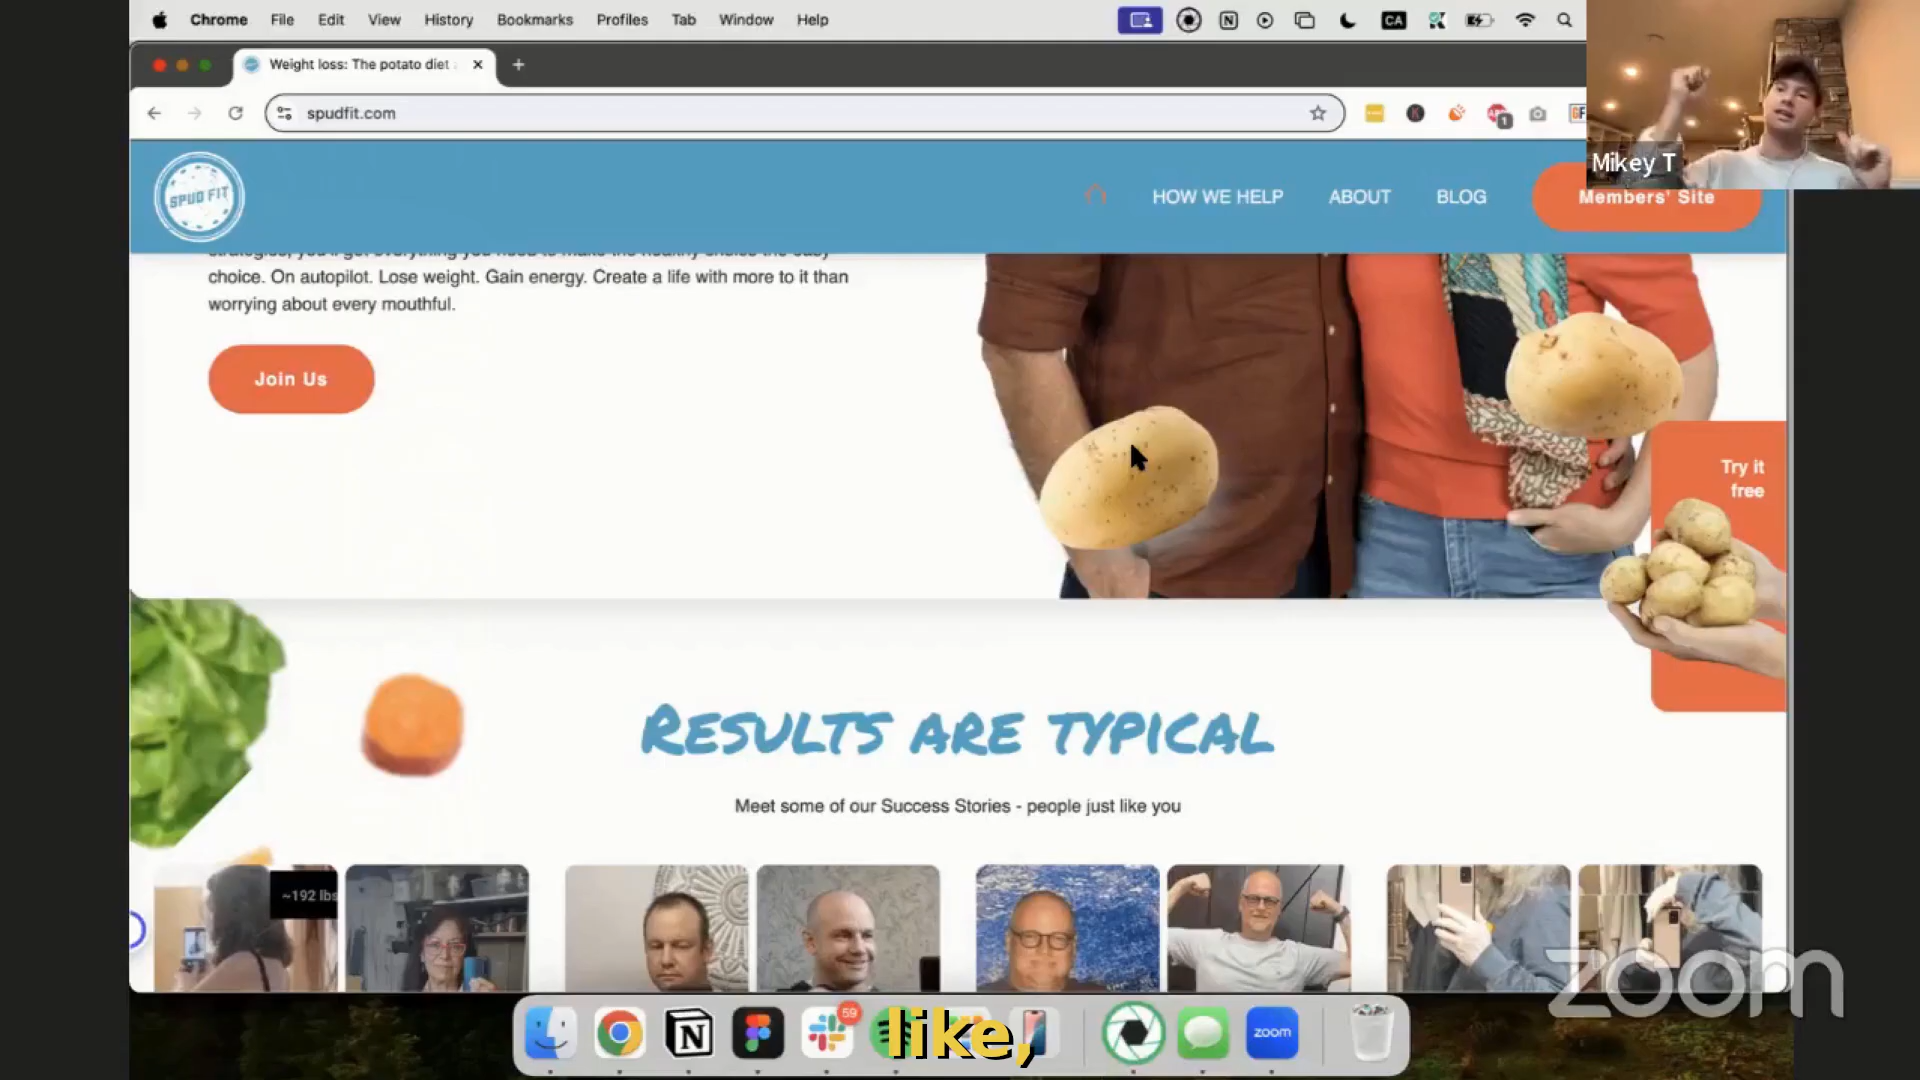 Chrome File Edit View History Bookmarks Profiles Tab Window Help
CA
Weight loss: The potato diet
spudfit.com
1
Mikey T
SPUD FIT
HOW WE HELP ABOUT BLOG Members' Site
choice. On autopilot. Lose weight. Gain energy. Create a life with more to it than
worrying about every mouthful.
Join Us
Try it
free
RESULTS ARE TYPICAL
Meet some of our Success Stories - people just like you
~192 lbs
zoom
59
like,
zoom